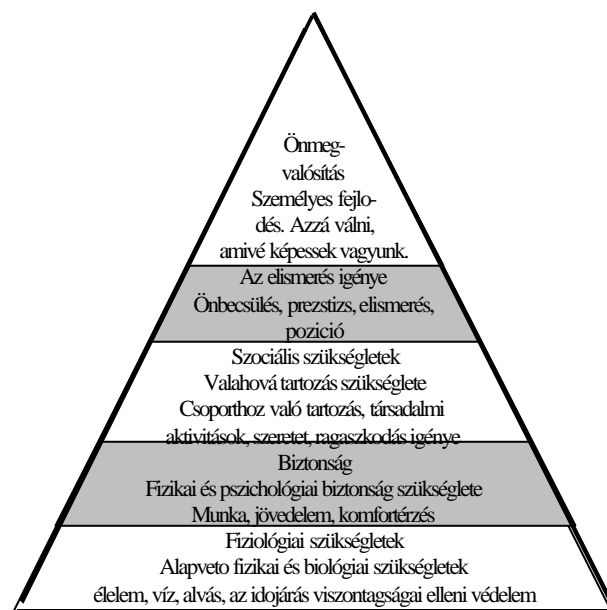 Önmeg-
valósítás
Személyes fejlo-
dés. Azzá válni,
amivé képessek vagyunk.
Az elismerés igénye
Önbecsülés, prezstizs, elismerés,
pozició
Szociális szükségletek
Valahová tartozás szükséglete
Csoporthoz való tartozás, társadalmi
aktivitások, szeretet, ragaszkodás igénye
Biztonság
Fizikai és pszichológiai biztonság szükséglete
Munka, jövedelem, komfortérzés
Fiziológiai szükségletek
Alapveto fizikai és biológiai szükségletek
élelem, víz, alvás, az idojárás viszontagságai elleni védelem